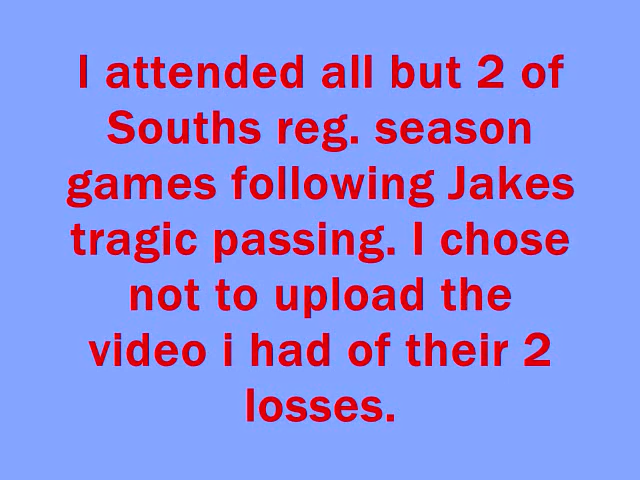 I attended all but 2 of
Souths reg. season
games following Jakes
tragic passing. I chose
not to upload the
video i had of their 2
losses.